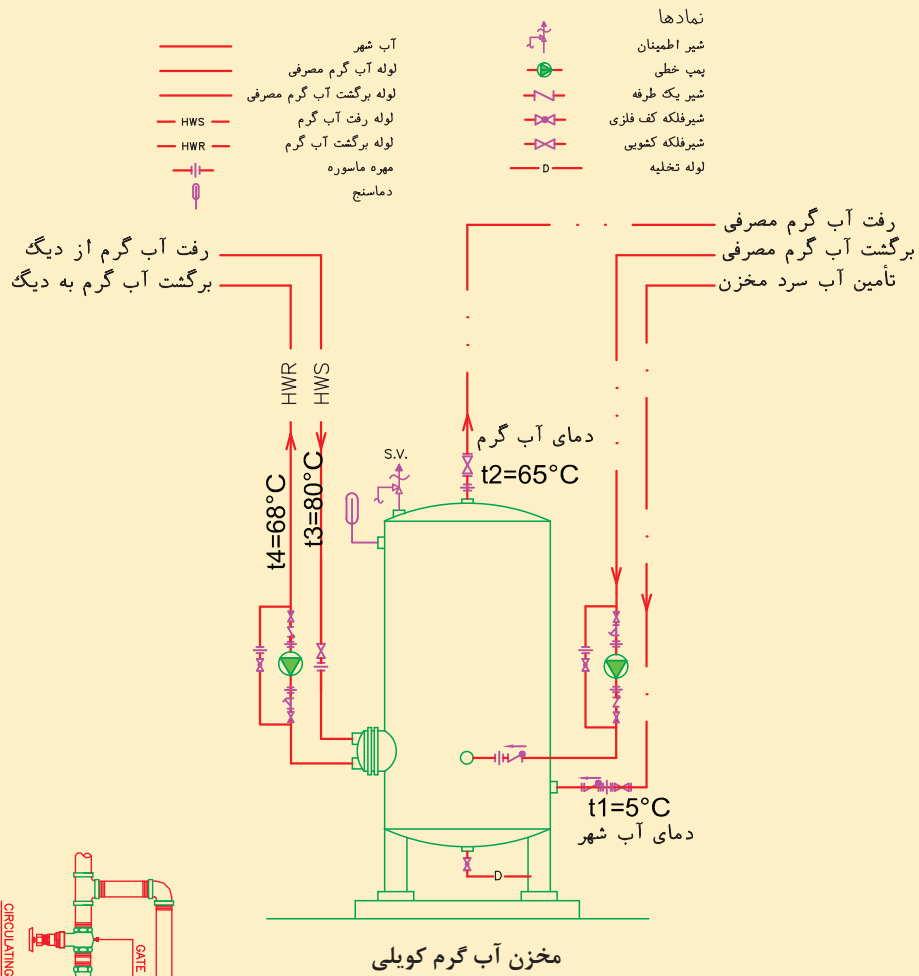 نمادها
شیر اطمینان
پمپ خطی
شیر یک طرفه
شیرفلکه کف فلزی
شیرفلکه کشویی
D لوله تخلیه
آب شهر
لوله آب گرم مصرفی
لوله برگشت آب گرم مصرفی
HWS لوله رفت آب گرم
HWR لوله برگشت آب گرم
مهره ماسوره
دماسنج
رفت آب گرم مصرفی
برگشت آب گرم مصرفی
تأمین آب سرد مخزن
رفت آب گرم از دیگ
برگشت آب گرم به دیگ
HWR
HWS
t4=68°C
t3=80°C
S.V.
دمای آب گرم
t2=65°C
t1=5°C
دمای آب شهر
D
مخزن آب گرم کویلی
CIRCULATING
GATE